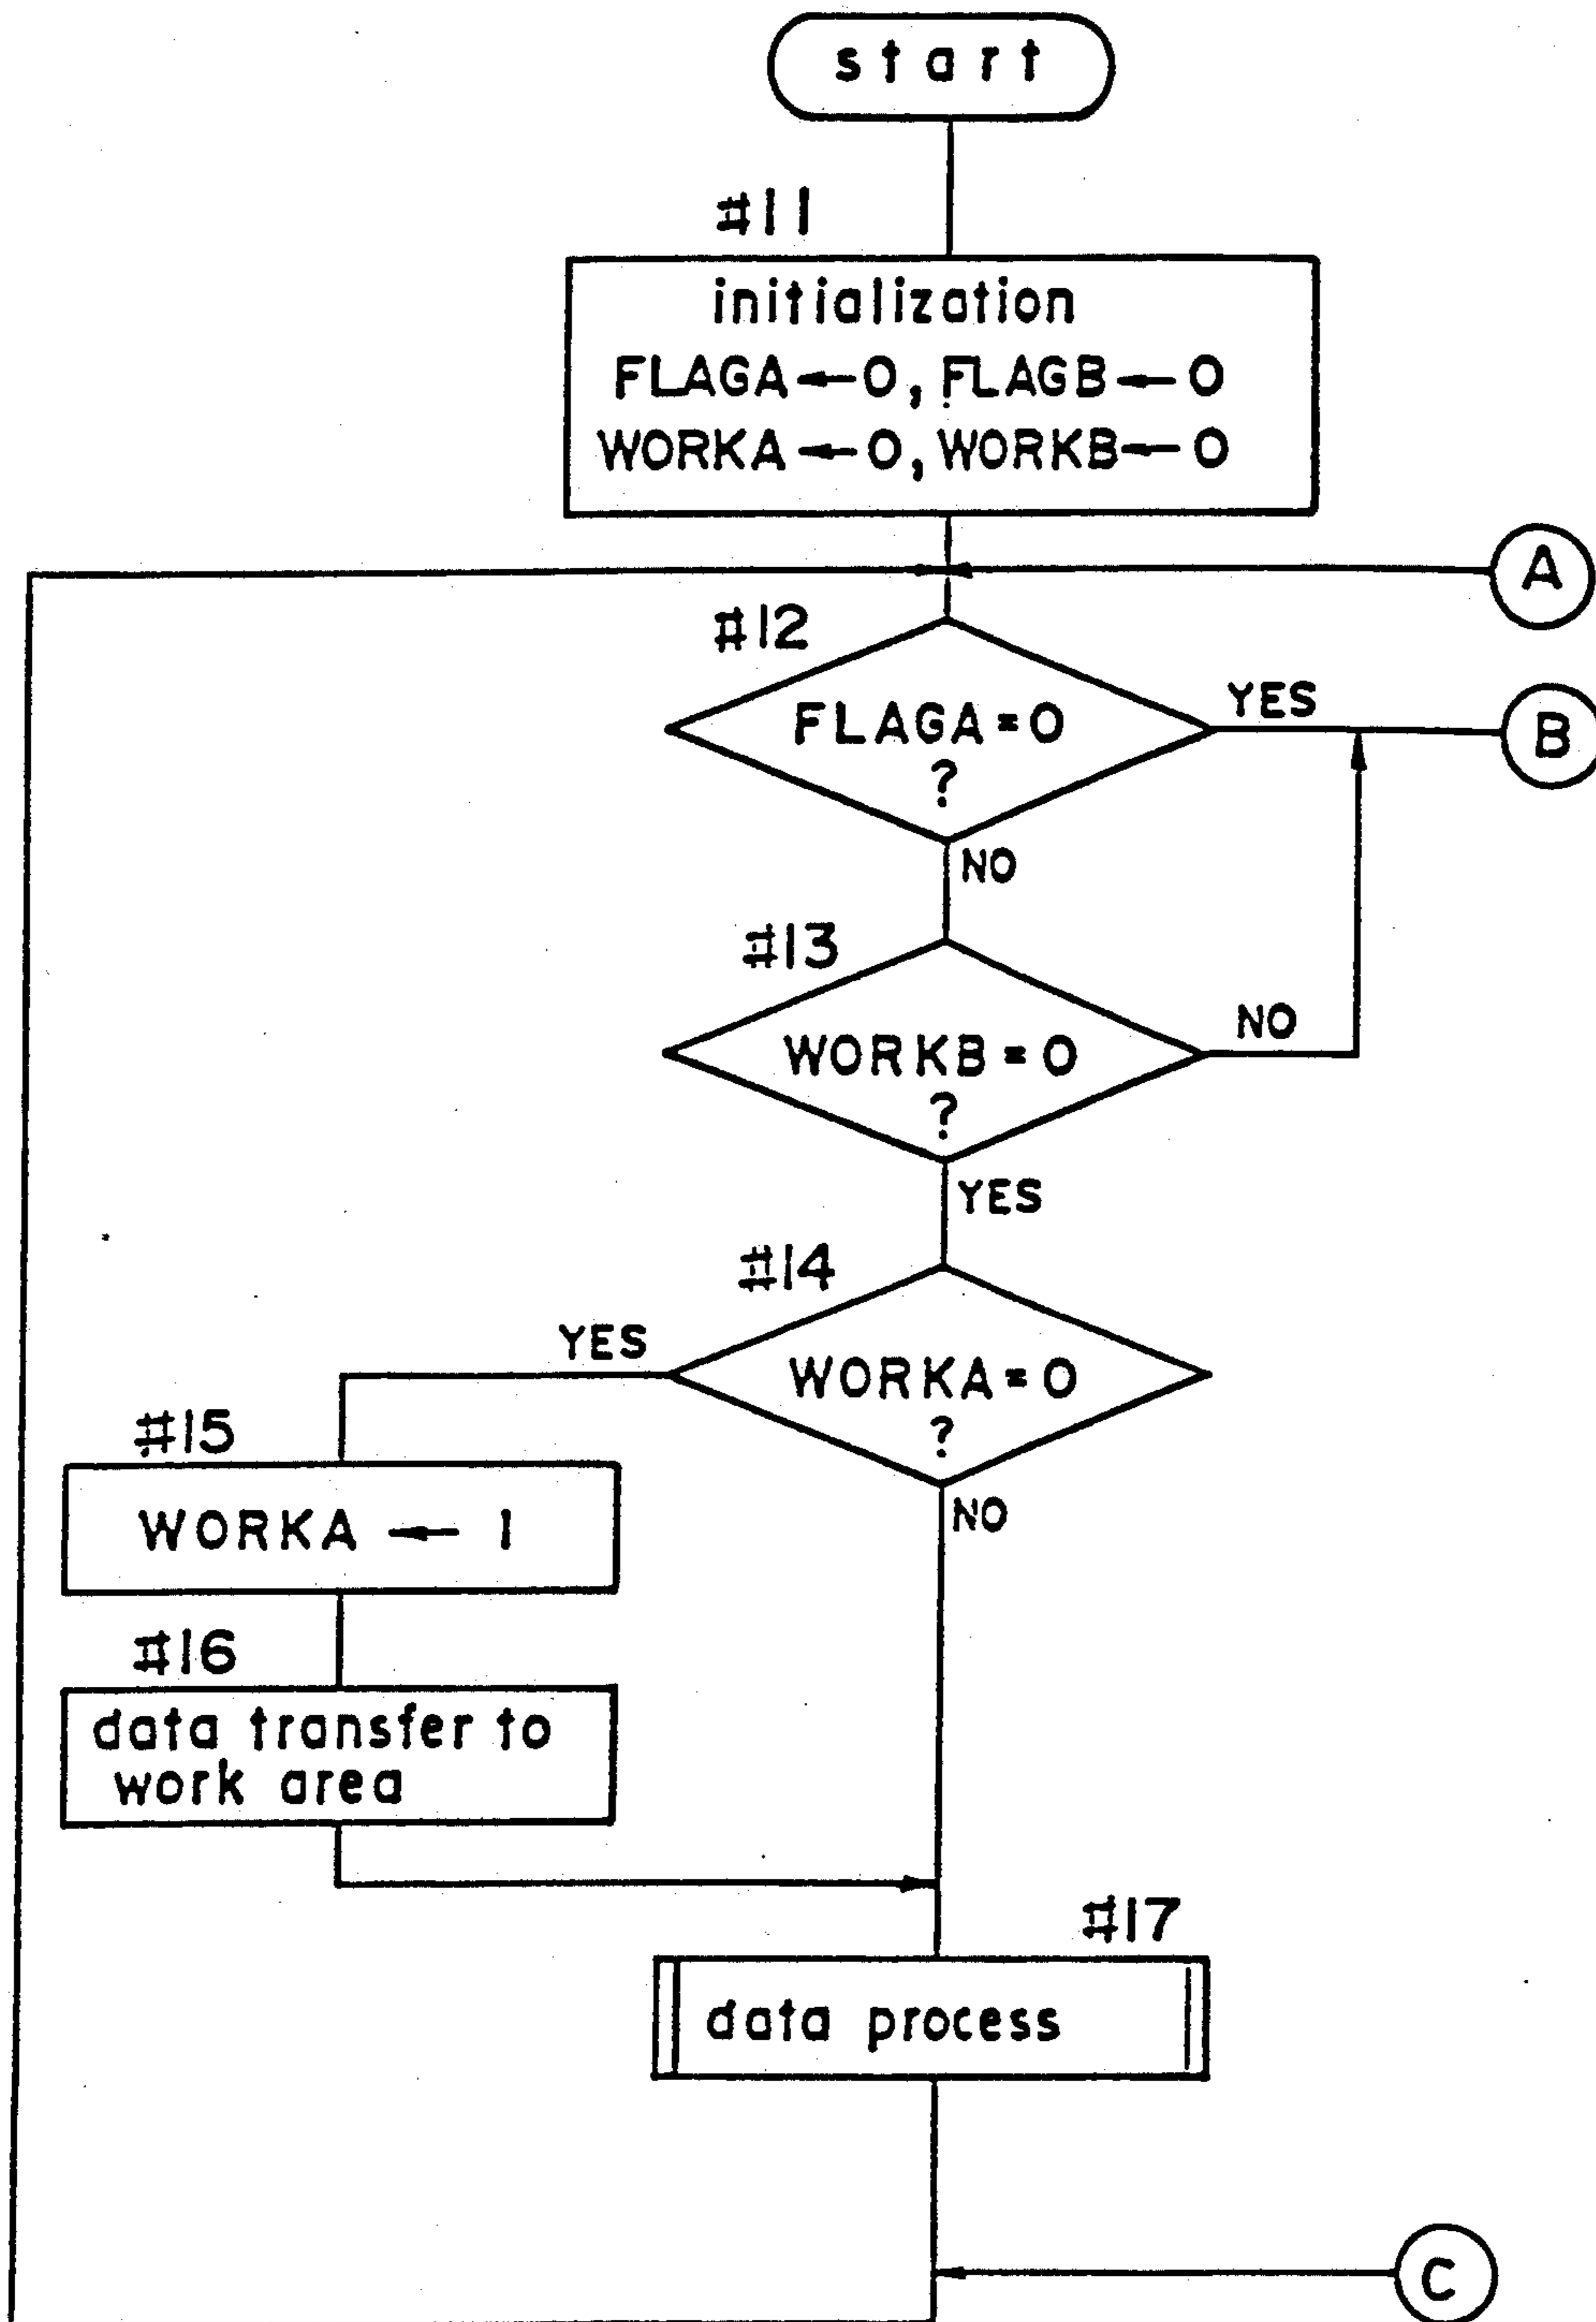 start
#11
initialization
FLAGA ← 0, FLAGB ← 0
WORKA ← 0, WORKB ← 0
A
#12
FLAGA = 0
?
YES
B
NO
#13
WORKB = 0
?
NO
YES
#14
YES
WORKA = 0
?
#15
WORKA ← 1
NO
#16
data transfer to
work area
#17
data process
C